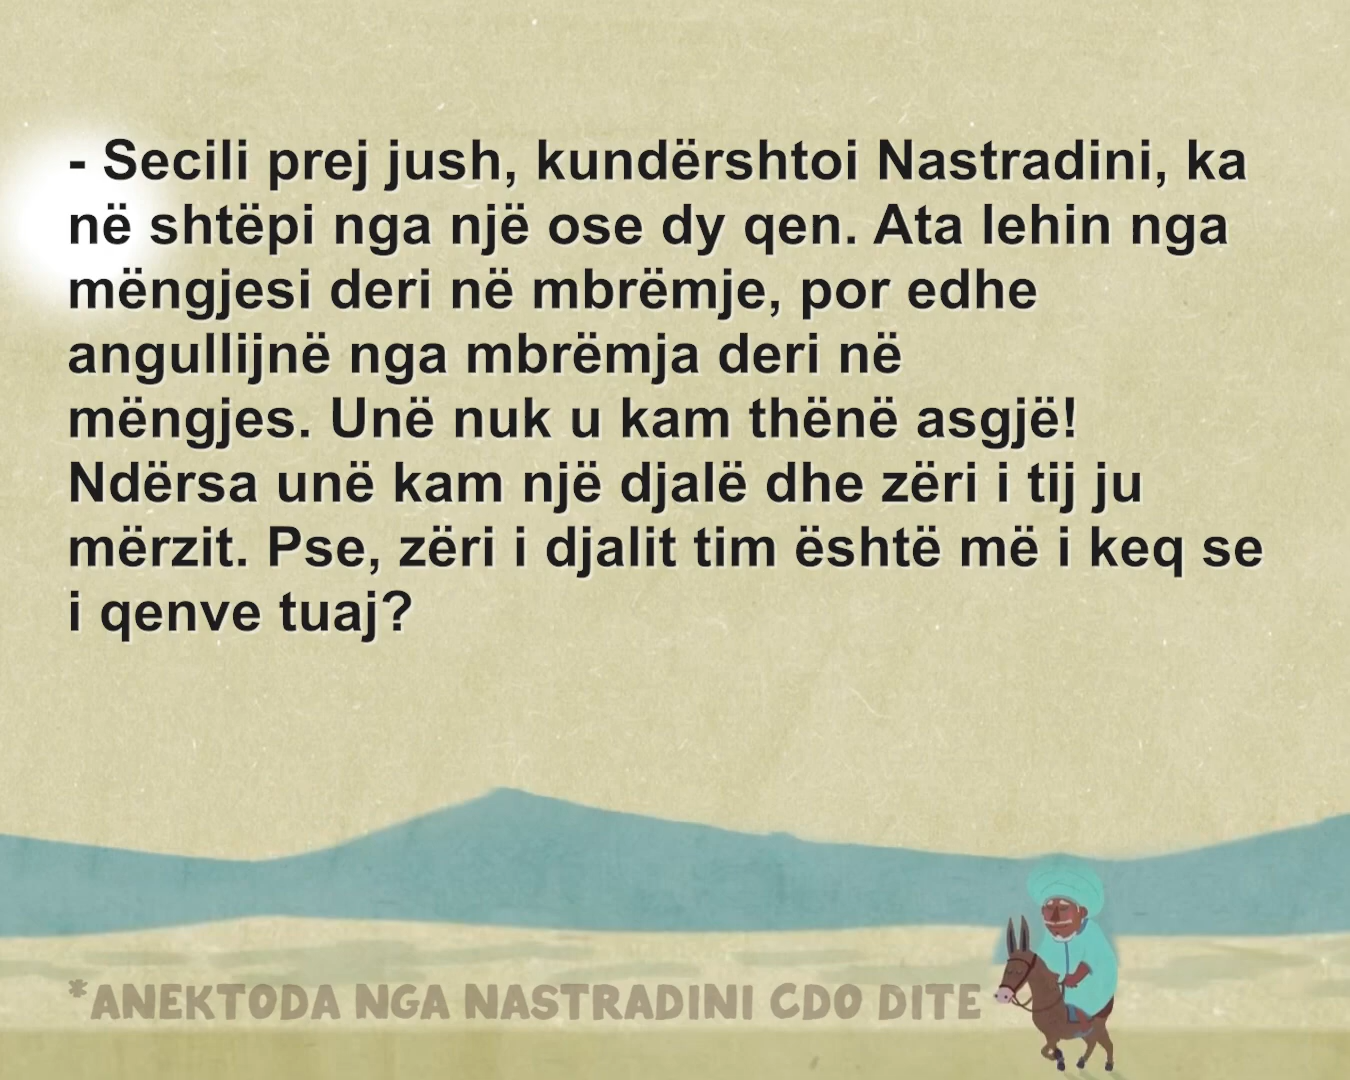 - Secili prej jush, kundërshtoi Nastradini, ka
në shtëpi nga një ose dy qen. Ata lehin nga
mëngjesi deri në mbrëmje, por edhe
angullijnë nga mbrëmja deri në
mëngjes. Unë nuk u kam thënë asgjë!
Ndërsa unë kam një djalë dhe zëri i tij ju
mërzit. Pse, zëri i djalit tim është më i keq se
i qenve tuaj?
*ANEKTODA NGA NASTRADINI CDO DITE